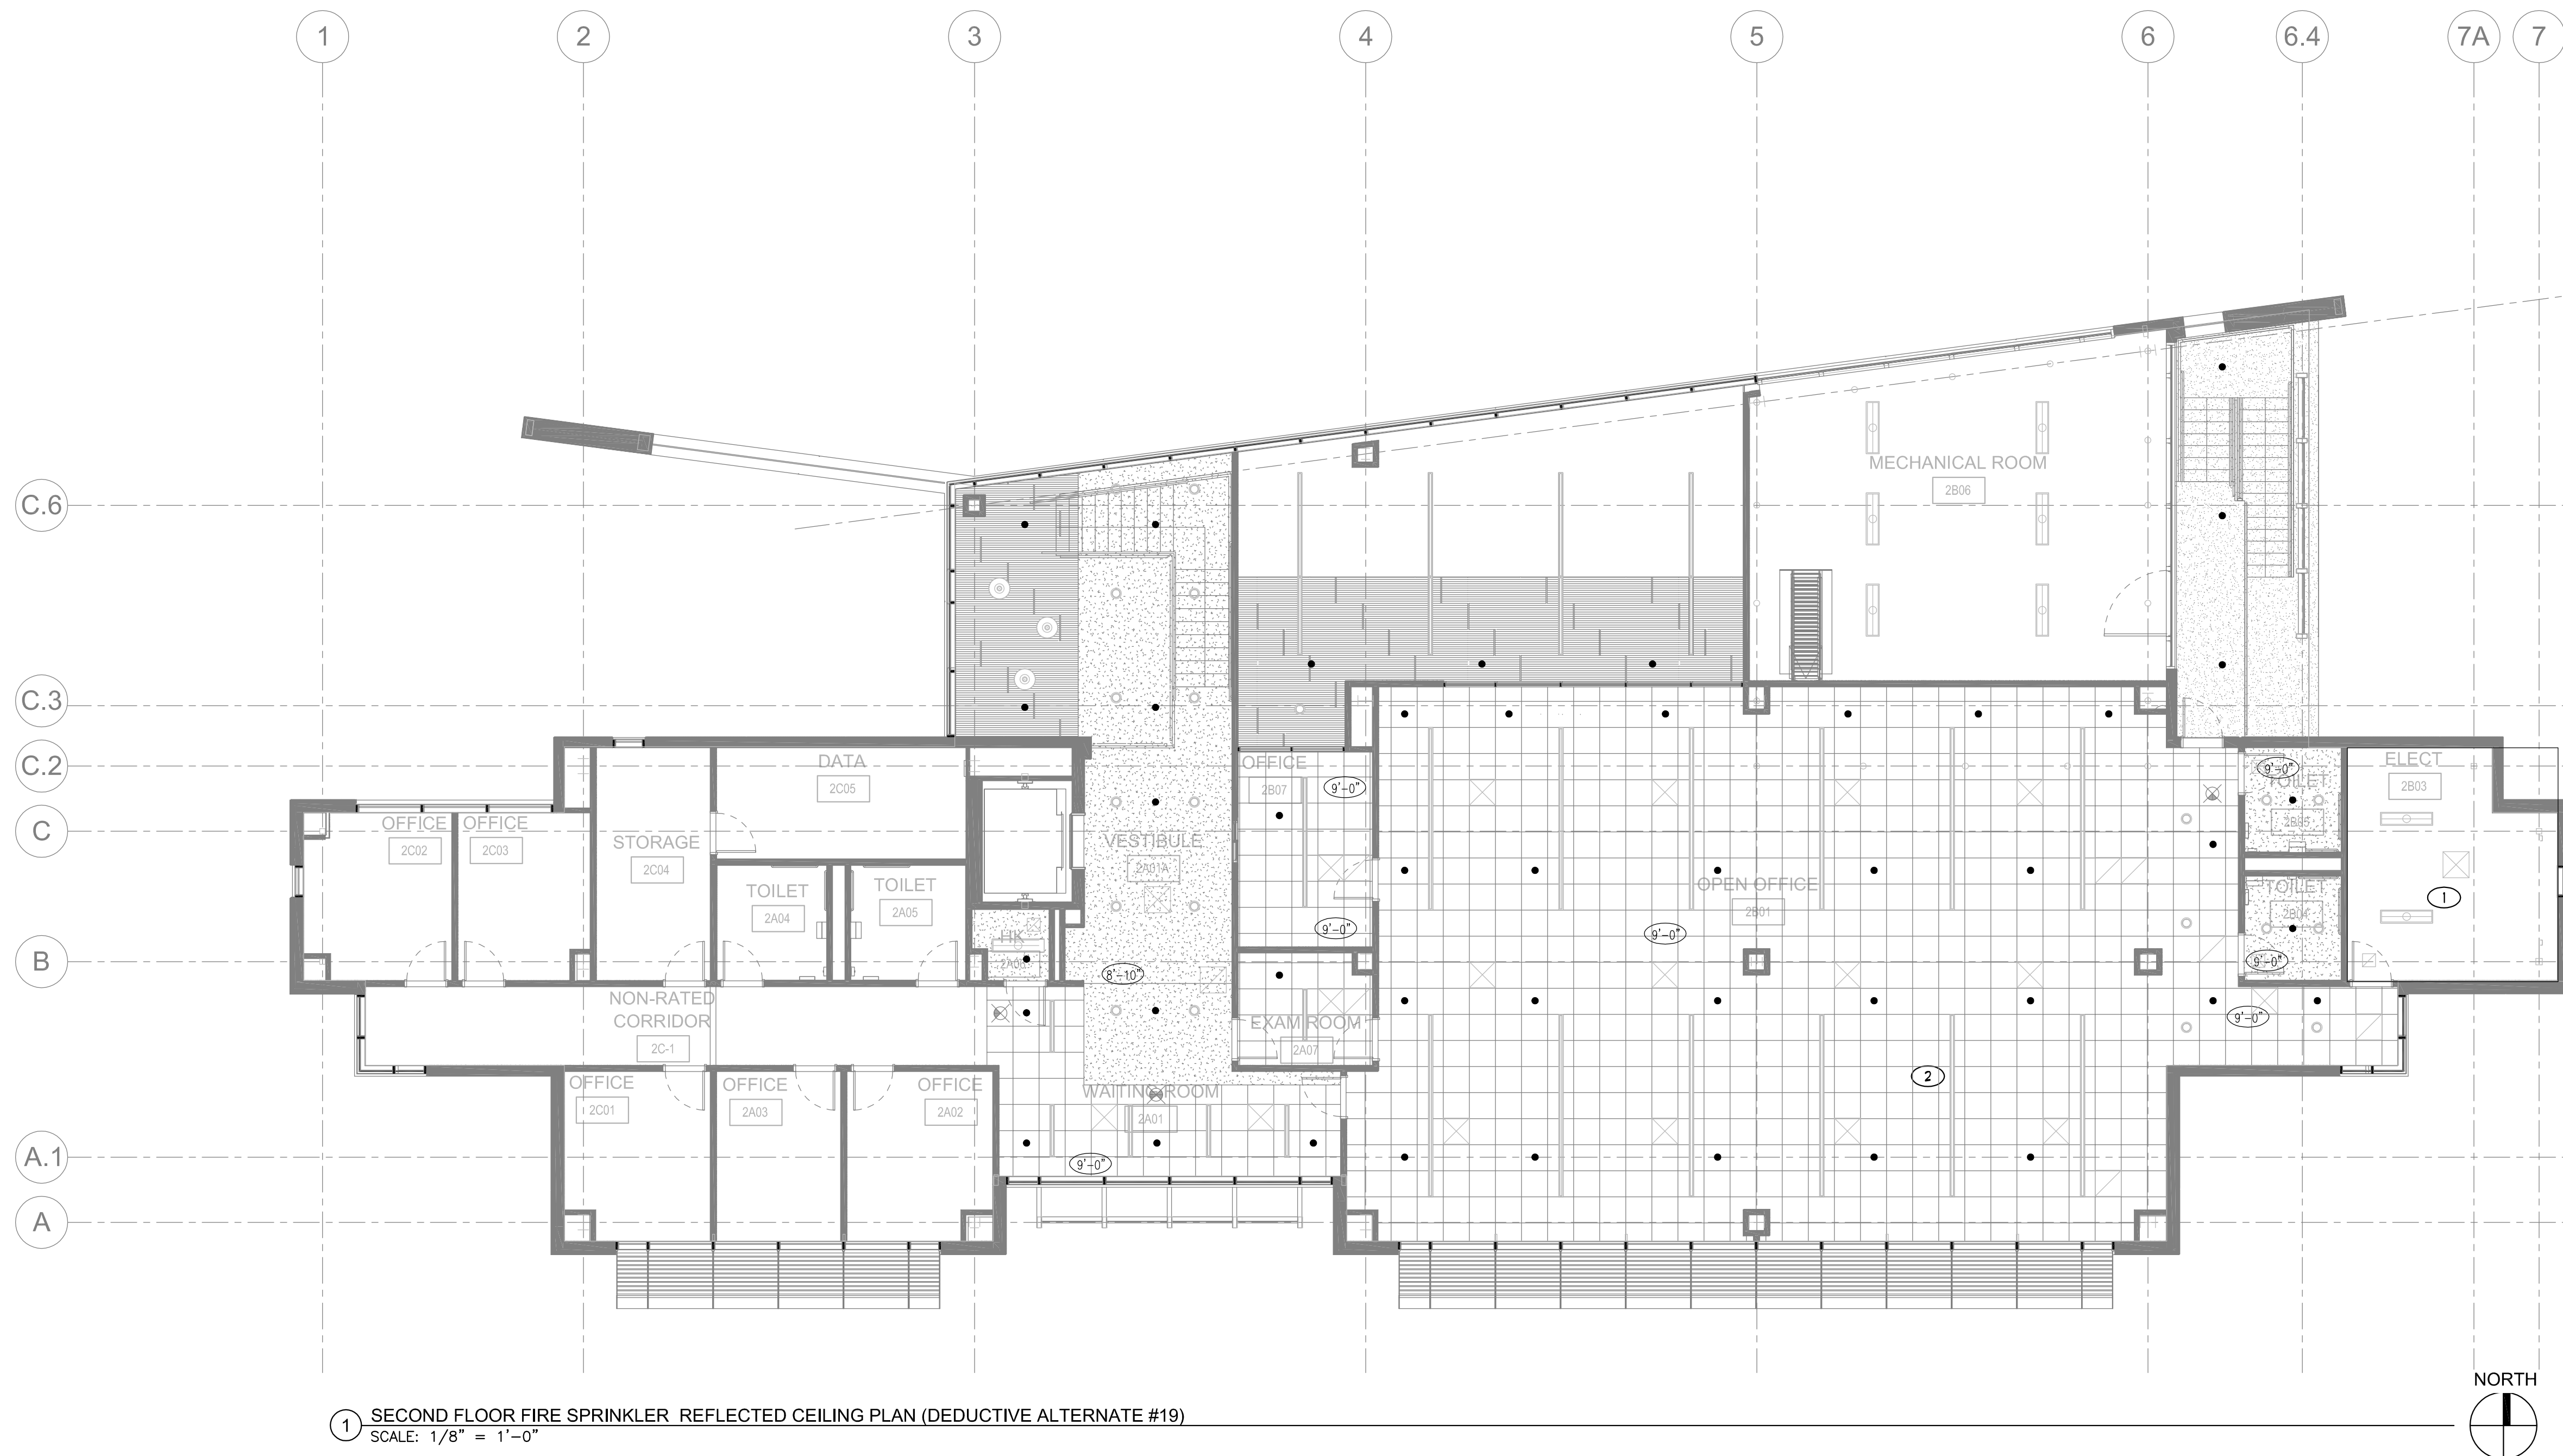 1 2 3 4 5 6 6.4 7A 7
C.6
C.3
C.2
C
B
A.1
A
MECHANICAL ROOM
2B06
DATA
2C05
OFFICE
2B07
9'-0"
9'-0"
TOILET
2B05
ELECT
2B03
OFFICE
2C02
OFFICE
2C03
STORAGE
2C04
VESTIBULE
2A01A
TOILET
2A04
TOILET
2A05
OPEN OFFICE
2B01
TOILET
2B04
1
9'-0"
9'-0"
HK
8'-10"
9'-0"
NON-RATED
CORRIDOR
2C-1
9'-0"
EXAM ROOM
2A07
OFFICE
2C01
OFFICE
2A03
OFFICE
2A02
WAITING ROOM
2A01
2
9'-0"
NORTH
1 SECOND FLOOR FIRE SPRINKLER REFLECTED CEILING PLAN (DEDUCTIVE ALTERNATE #19)
SCALE: 1/8" = 1'-0"